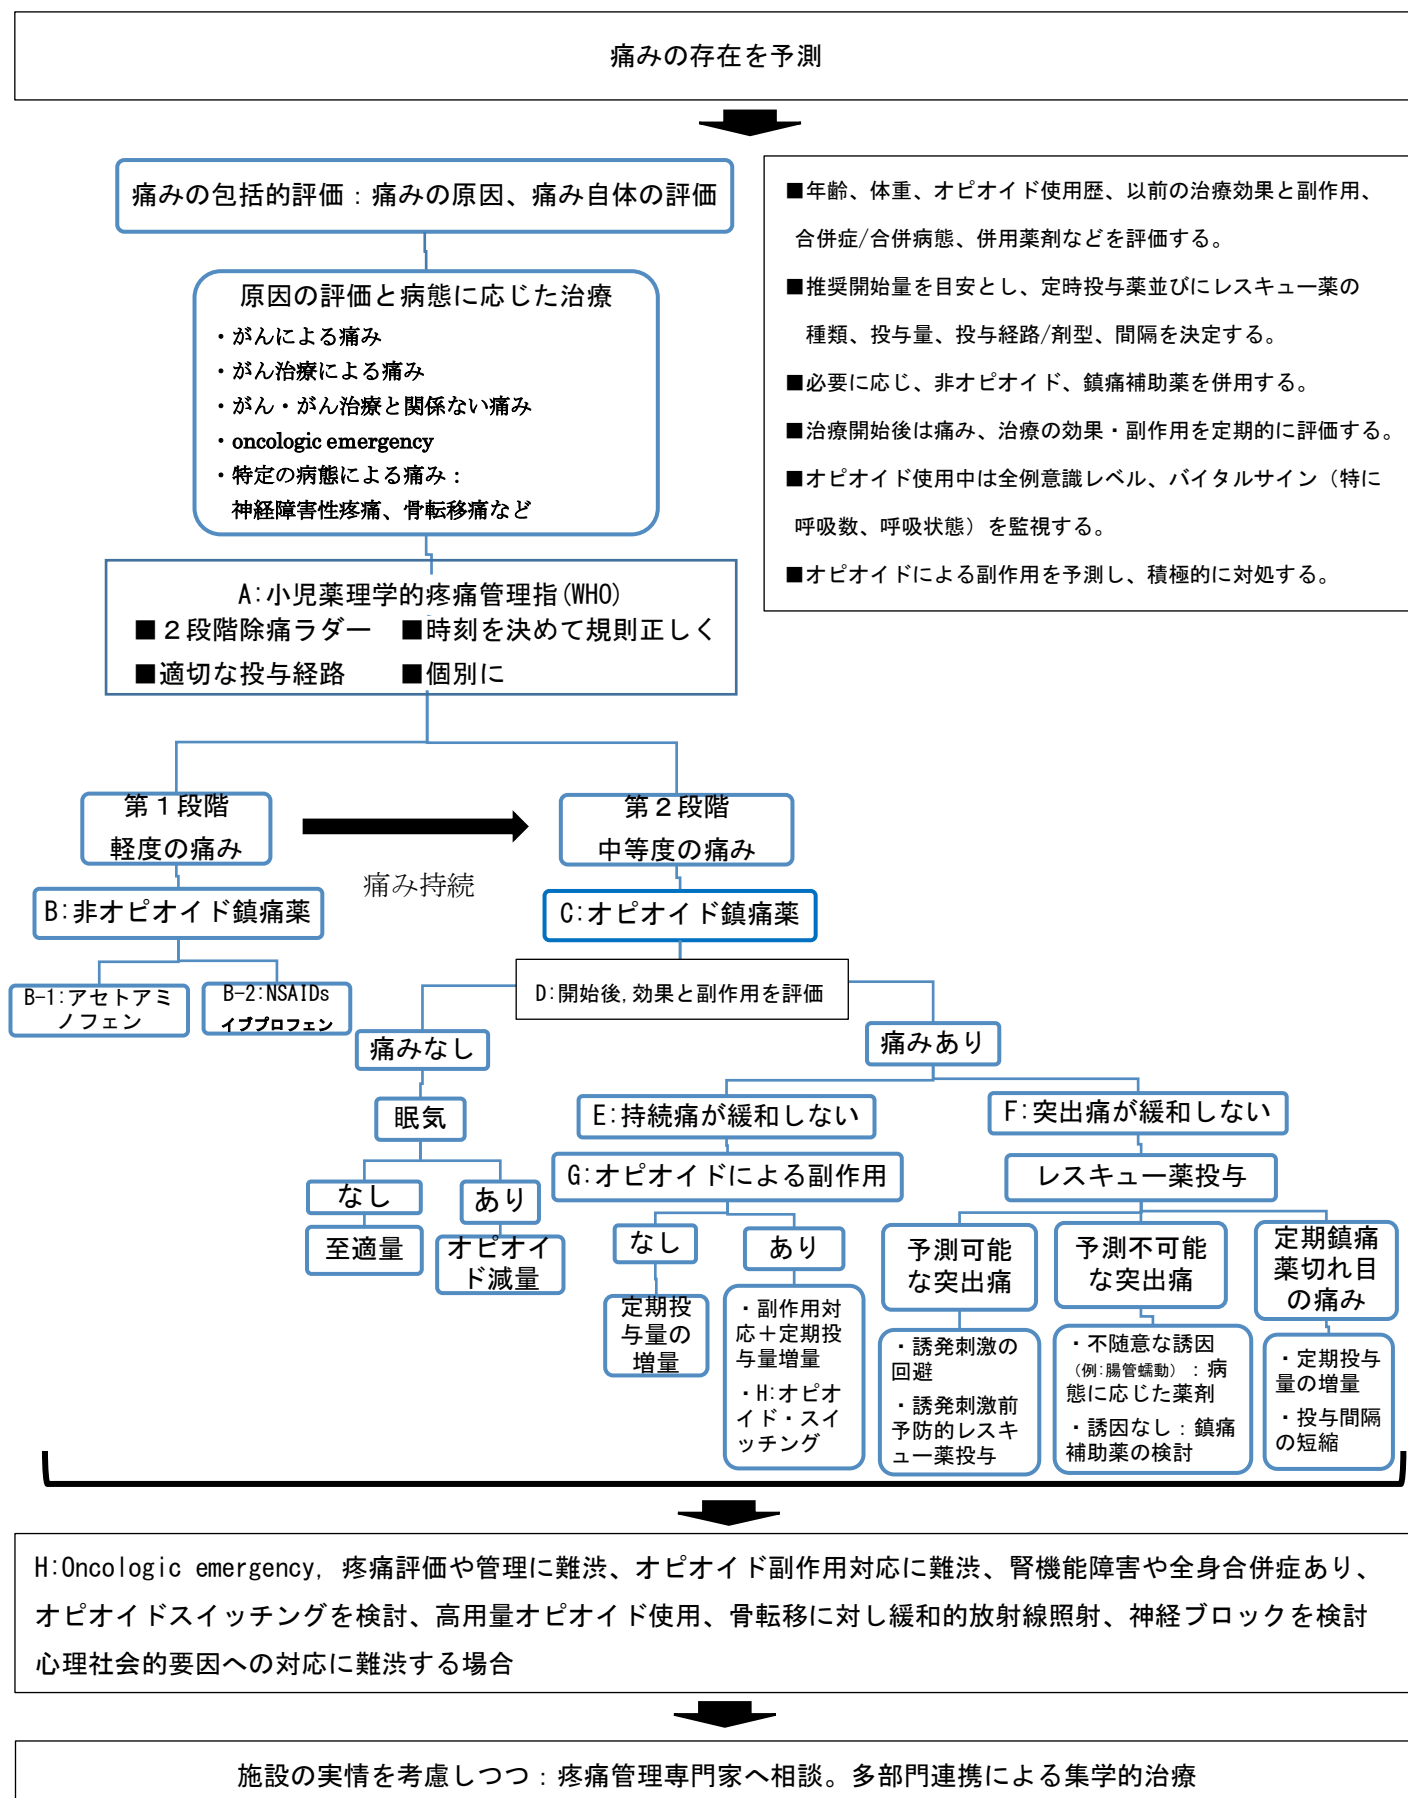 痛みの存在を予測
痛みの包括的評価：痛みの原因、痛み自体の評価
原因の評価と病態に応じた治療
・がんによる痛み
・がん治療による痛み
・がん・がん治療と関係ない痛み
・oncologic emergency
・特定の病態による痛み：
神経障害性疼痛、骨転移痛など
■年齢、体重、オピオイド使用歴、以前の治療効果と副作用、
合併症/合併病態、併用薬剤などを評価する。
■推奨開始量を目安とし、定時投与薬並びにレスキュー薬の
種類、投与量、投与経路/剤型、間隔を決定する。
■必要に応じ、非オピオイド、鎮痛補助薬を併用する。
■治療開始後は痛み、治療の効果・副作用を定期的に評価する。
■オピオイド使用中は全例意識レベル、バイタルサイン（特に
呼吸数、呼吸状態）を監視する。
■オピオイドによる副作用を予測し、積極的に対処する。
A:小児薬理学的疼痛管理指(WHO)
■２段階除痛ラダー　■時刻を決めて規則正しく
■適切な投与経路　■個別に
第１段階
軽度の痛み
痛み持続
第２段階
中等度の痛み
B:非オピオイド鎮痛薬
C:オピオイド鎮痛薬
B-1:アセトアミ
ノフェン
B-2:NSAIDs
イブプロフェン
D:開始後,効果と副作用を評価
痛みなし
痛みあり
眠気
なし
至適量
あり
オピオイ
ド減量
E:持続痛が緩和しない
G:オピオイドによる副作用
なし
定期投
与量の
増量
あり
・副作用対
応＋定期投
与量増量
・H:オピオ
イド・スイ
ッチング
F:突出痛が緩和しない
レスキュー薬投与
予測可能
な突出痛
・誘発刺激の
回避
・誘発刺激前
予防的レスキ
ュー薬投与
予測不可能
な突出痛
・不随意な誘因
（例:腸管蠕動）：病
態に応じた薬剤
・誘因なし：鎮痛
補助薬の検討
定期鎮痛
薬切れ目
の痛み
・定期投与
量の増量
・投与間隔
の短縮
H:Oncologic emergency, 疼痛評価や管理に難渋、オピオイド副作用対応に難渋、腎機能障害や全身合併症あり、
オピオイドスイッチングを検討、高用量オピオイド使用、骨転移に対し緩和的放射線照射、神経ブロックを検討
心理社会的要因への対応に難渋する場合
施設の実情を考慮しつつ：疼痛管理専門家へ相談。多部門連携による集学的治療